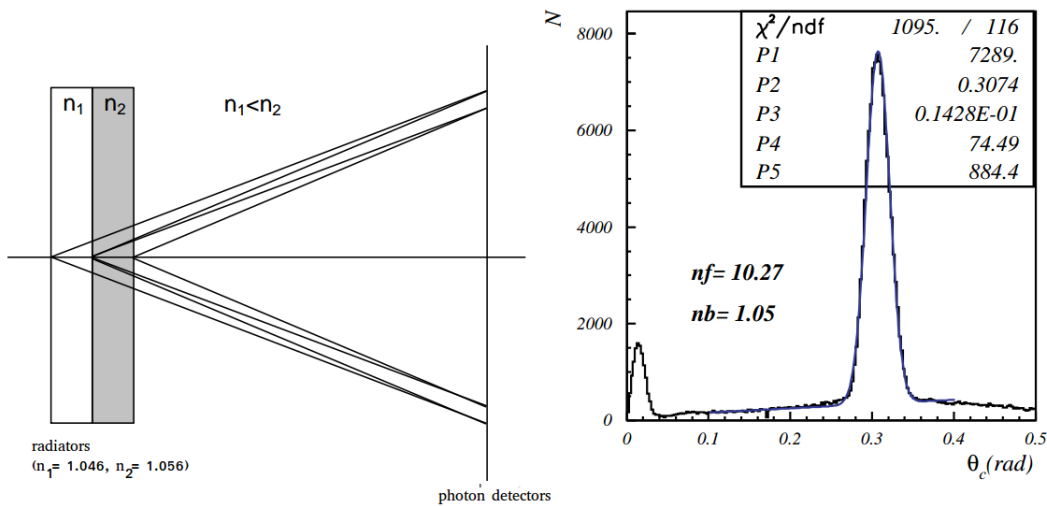 n1 n2 n1<n2
radiators
(n1= 1.046, n2= 1.056)
photon detectors
N
8000
6000
4000
2000
0
χ²/ndf 1095. / 116
P1 7289.
P2 0.3074
P3 0.1428E-01
P4 74.49
P5 884.4
nf= 10.27
nb= 1.05
0 0.1 0.2 0.3 0.4 0.5
θc(rad)